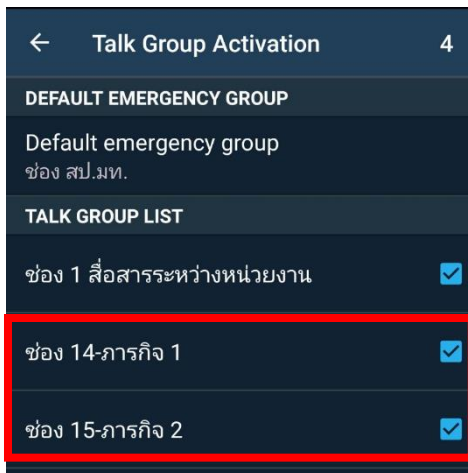 Talk Group Activation 4
DEFAULT EMERGENCY GROUP
Default emergency group
ช่อง สป.มท.
TALK GROUP LIST
ช่อง 1 สื่อสารระหว่างหน่วยงาน
ช่อง 14-ภารกิจ 1
ช่อง 15-ภารกิจ 2